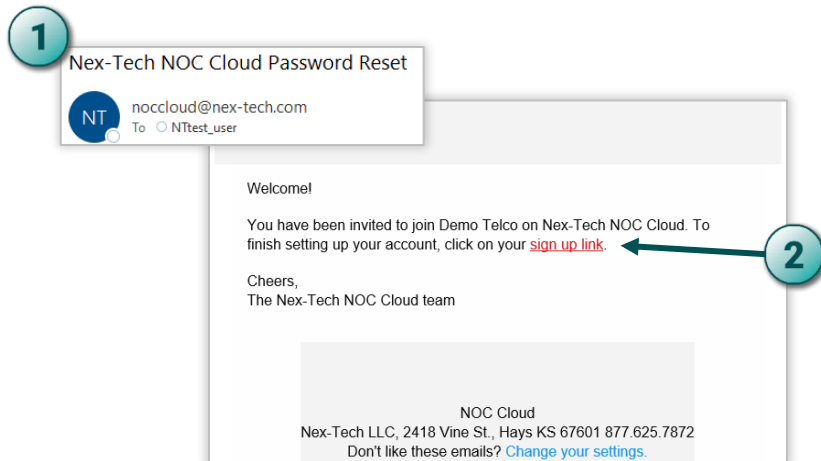 1
Nex-Tech NOC Cloud Password Reset
NT
noccloud@nex-tech.com
To NTtest_user
Welcome!
You have been invited to join Demo Telco on Nex-Tech NOC Cloud. To
finish setting up your account, click on your sign up link.
2
Cheers,
The Nex-Tech NOC Cloud team
NOC Cloud
Nex-Tech LLC, 2418 Vine St., Hays KS 67601 877.625.7872
Don't like these emails? Change your settings.